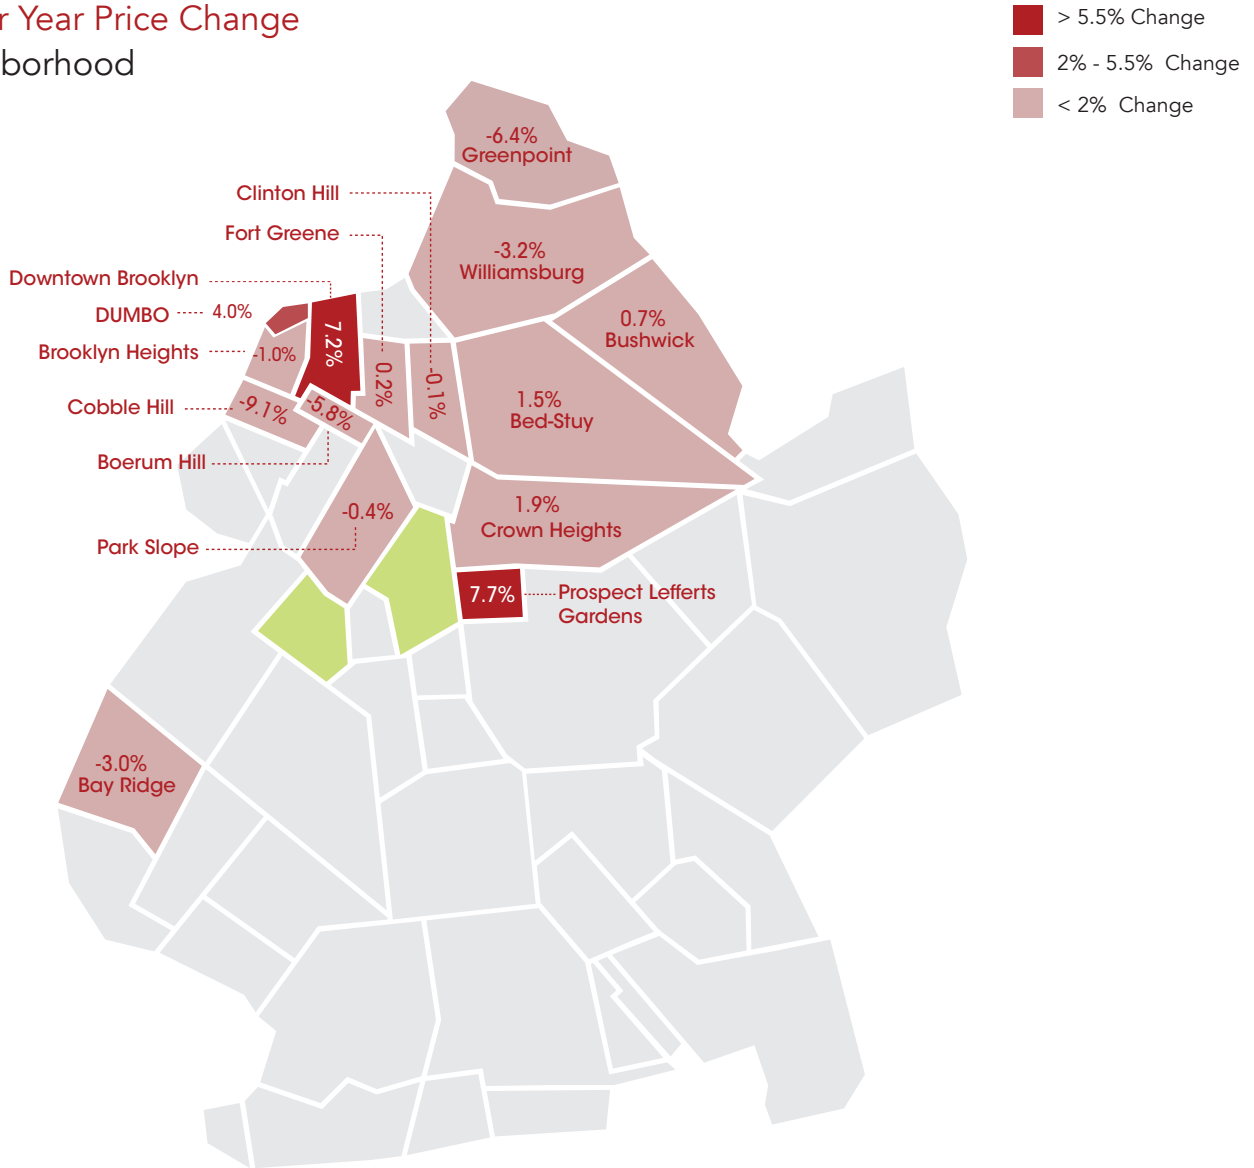 r Year Price Change
borhood
> 5.5% Change
2% - 5.5% Change
< 2% Change
-6.4%
Greenpoint
Clinton Hill
Fort Greene
-3.2%
Williamsburg
Downtown Brooklyn
DUMBO
4.0%
7.2%
0.7%
Bushwick
Brooklyn Heights
-1.0%
0.2%
-0.1%
Cobble Hill
-9.1%
-5.8%
1.5%
Bed-Stuy
Boerum Hill
-0.4%
1.9%
Crown Heights
Park Slope
7.7%
Prospect Lefferts
Gardens
-3.0%
Bay Ridge